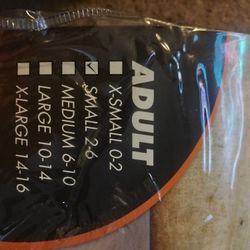 ADULT
X-SMALL 0-2
SMALL 2-6
MEDIUM 6-10
LARGE 10-14
X-LARGE 14-16